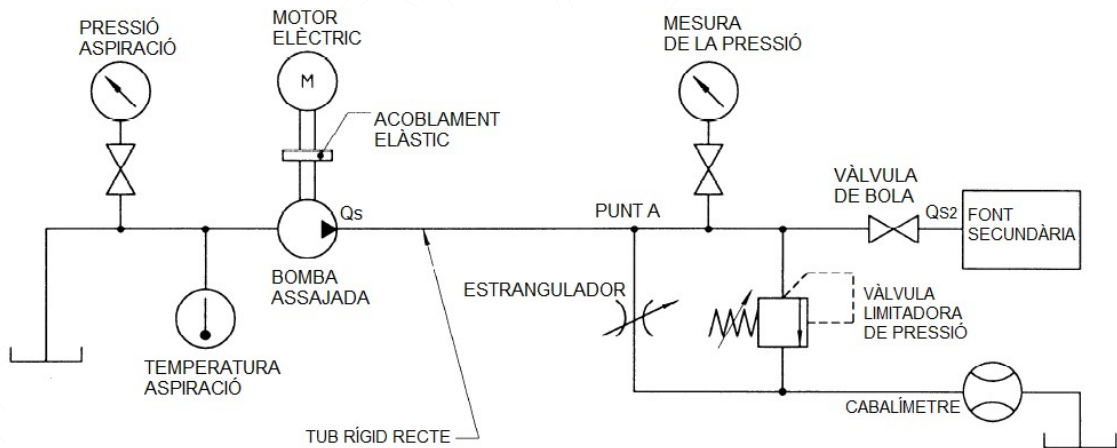 PRESSIÓ
ASPIRACIÓ
MOTOR
ELÈCTRIC
M
ACOBLAMENT
ELÀSTIC
MESURA
DE LA PRESSIÓ
VÀLVULA
DE BOLA
Qs
PUNT A
Qs2
FONT
SECUNDÀRIA
BOMBA
ASSAJADA
ESTRANGULADOR
VÀLVULA
LIMITADORA
DE PRESSIÓ
TEMPERATURA
ASPIRACIÓ
CABALÍMETRE
TUB RÍGID RECTE